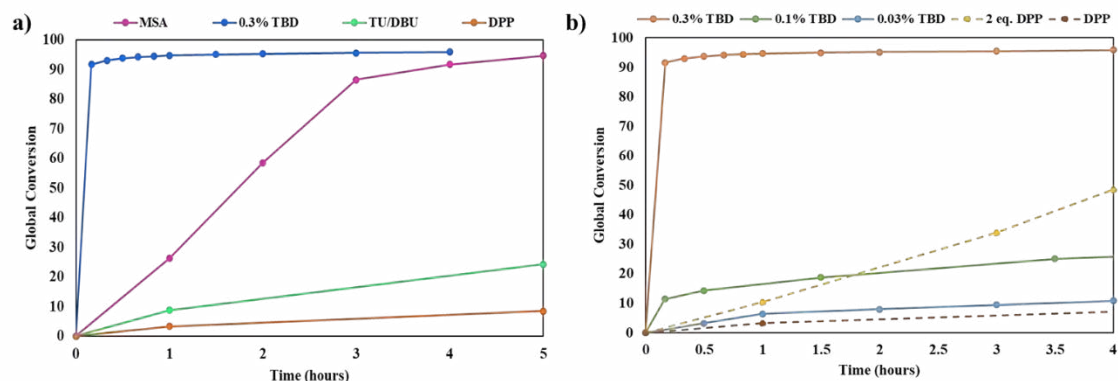 a)
MSA 0.3% TBD TU/DBU DPP
100
90
80
70
60
50
40
30
20
10
0
0 1 2 3 4 5
Global Conversion
Time (hours)
b)
0.3% TBD 0.1% TBD 0.03% TBD 2 eq. DPP DPP
100
90
80
70
60
50
40
30
20
10
0
0 0.5 1 1.5 2 2.5 3 3.5 4
Global Conversion
Time (hours)